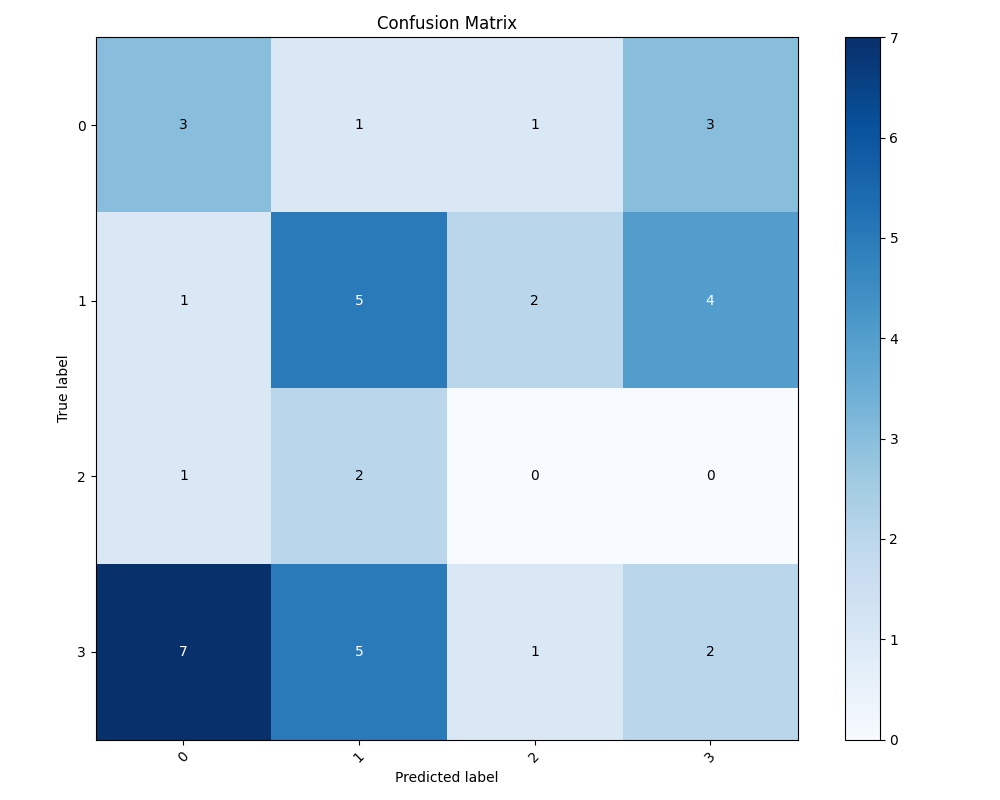 Confusion Matrix
True label
0
3 1 1 3
1
1 5 2 4
2
1 2 0 0
3
7 5 1 2
0 1 2 3
Predicted label
7
6
5
4
3
2
1
0